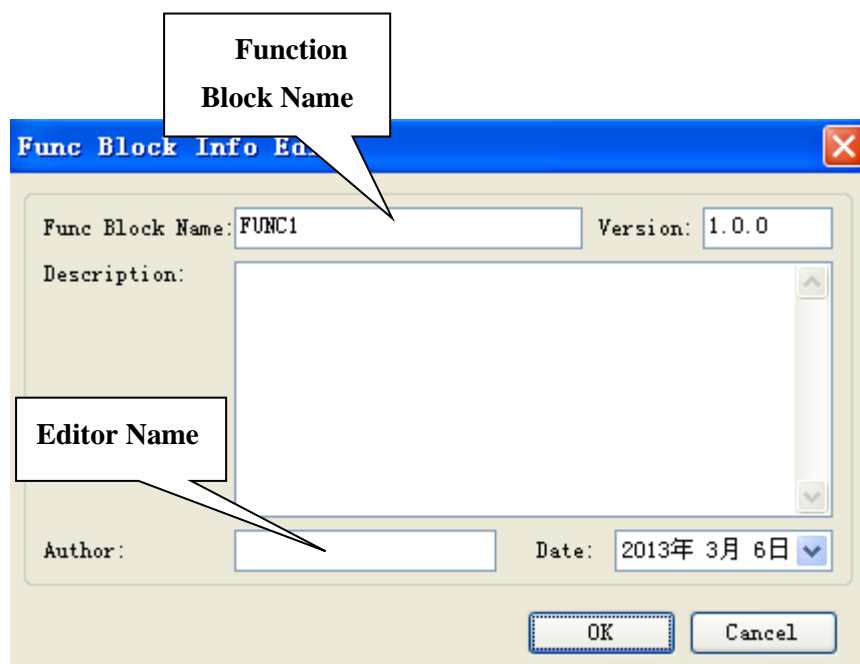 Function
Block Name
Func Block Info Ed
Func Block Name:
FUNC1
Version:
1.0.0
Description:
Editor Name
Author:
Date:
2013年 3月 6日
OK
Cancel